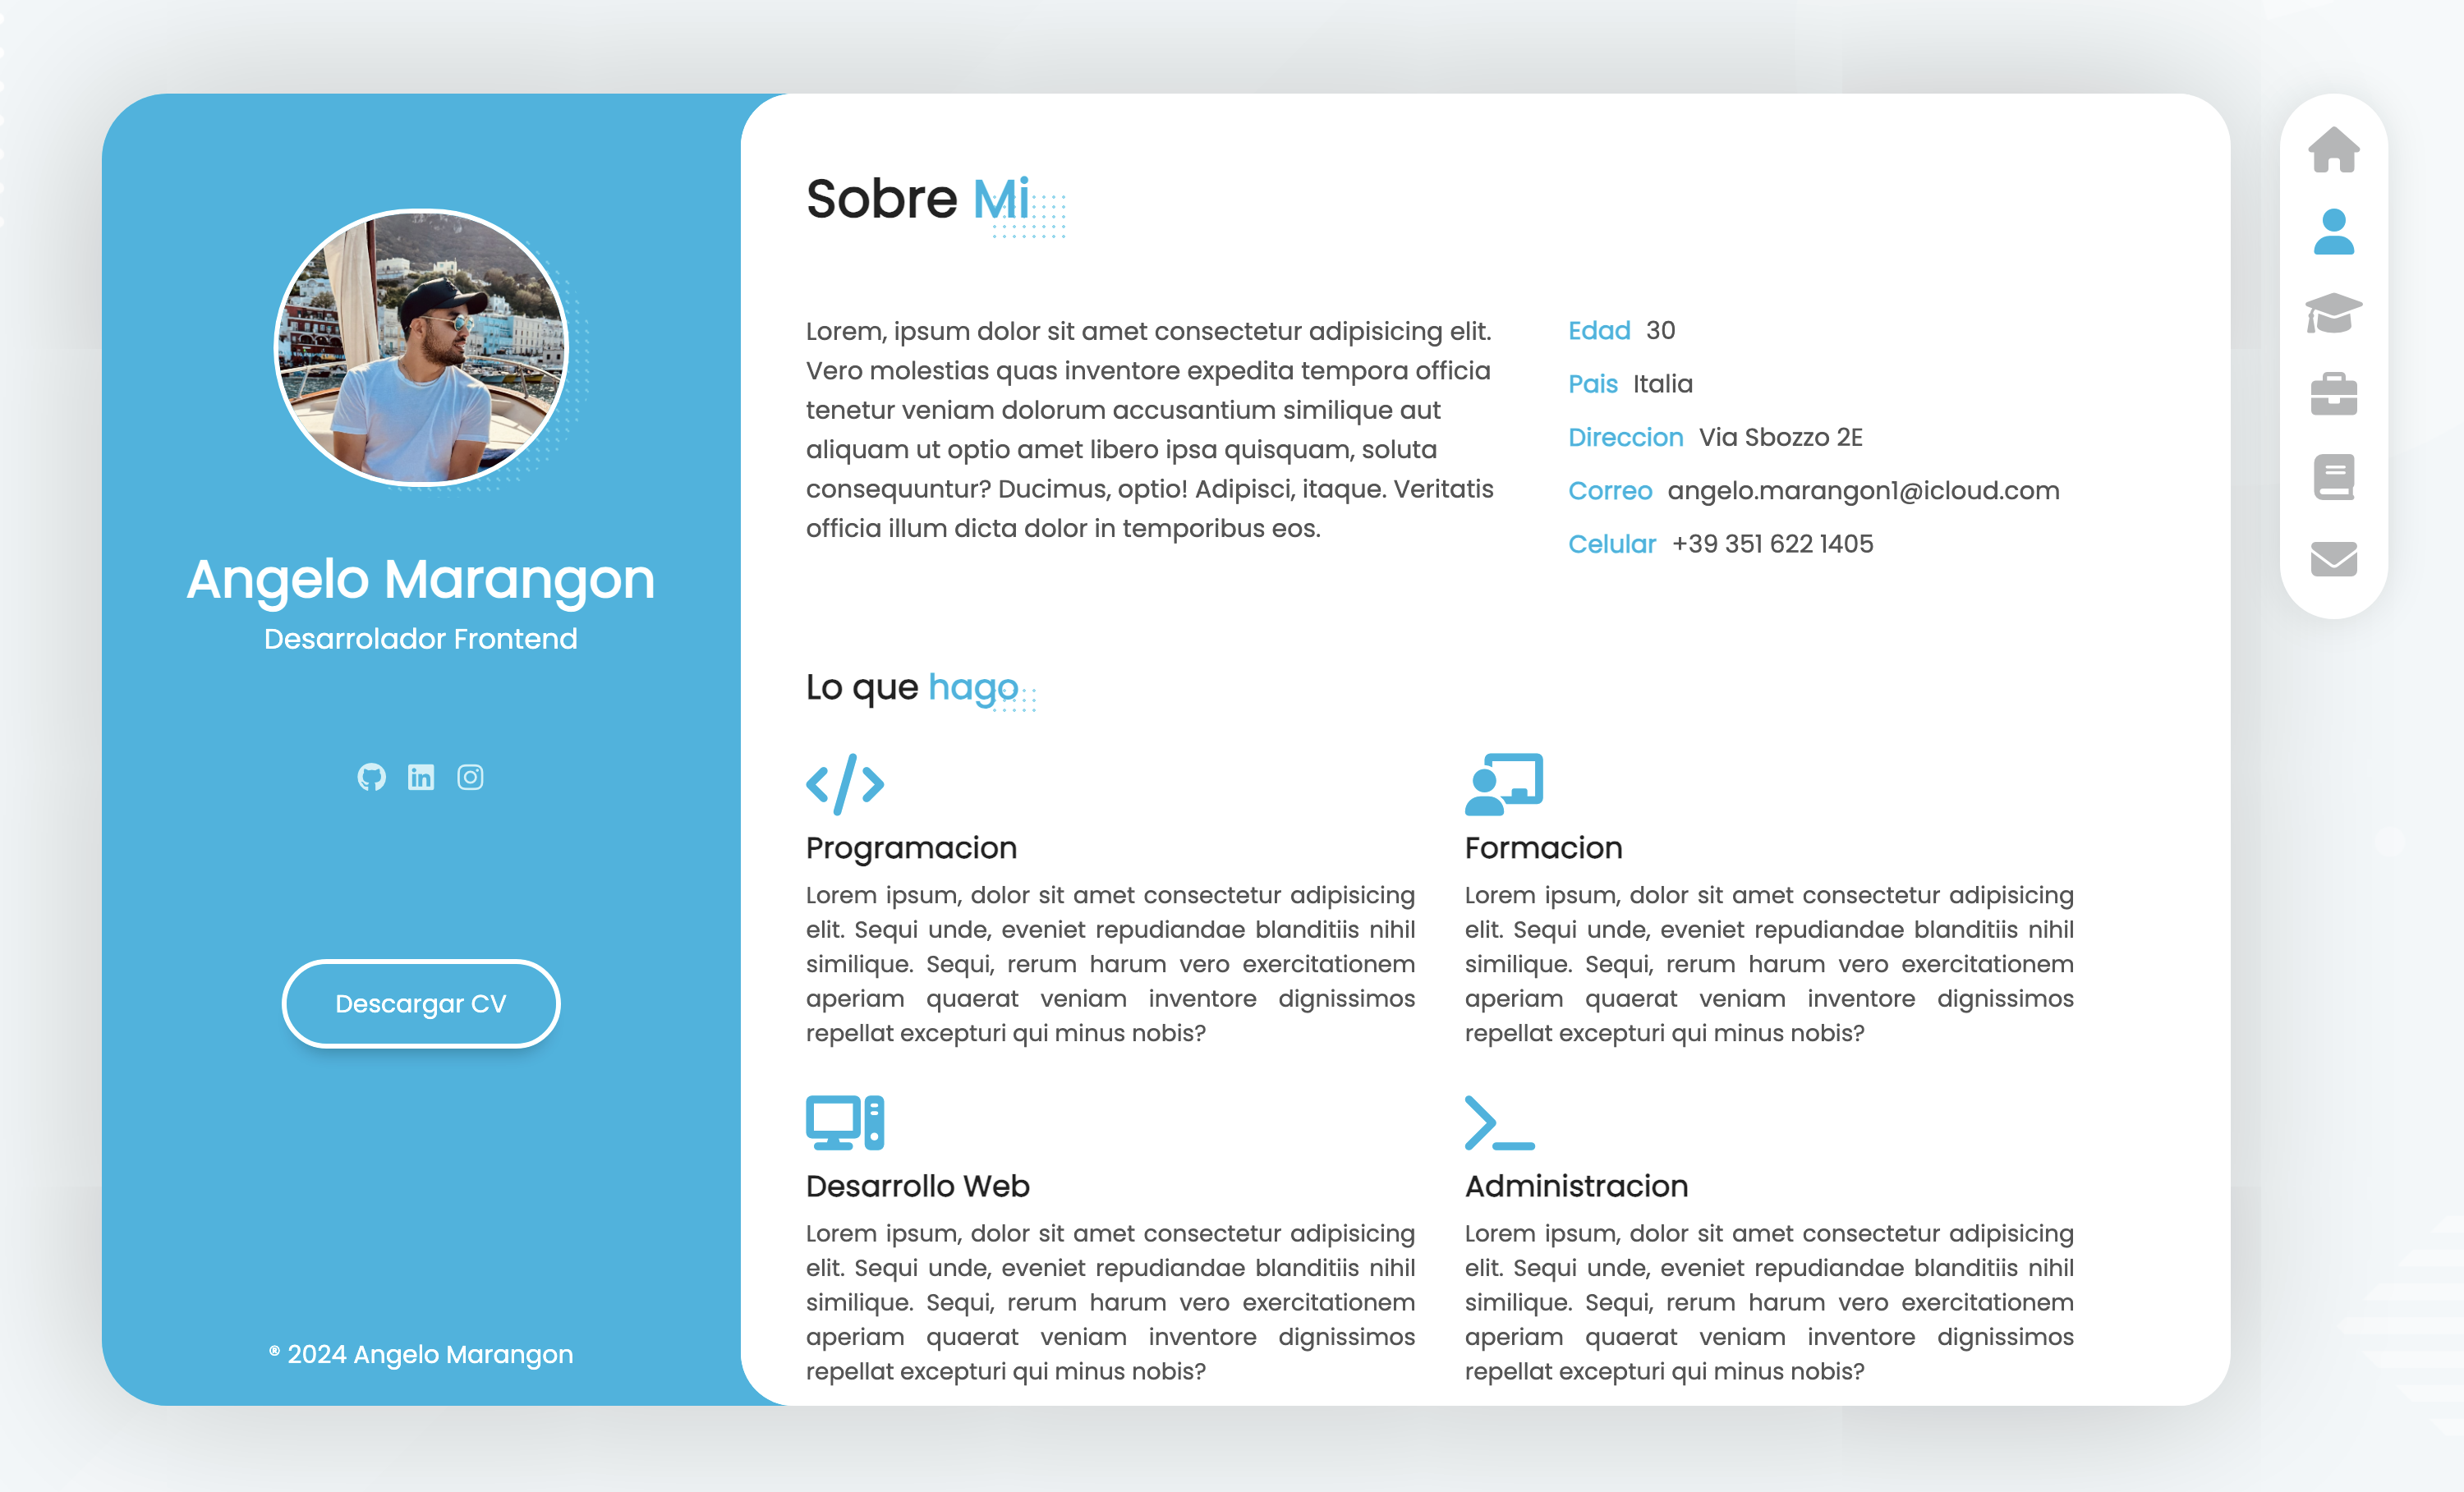 Angelo Marangon
Desarrolador Frontend
Descargar CV
® 2024 Angelo Marangon
Sobre Mi
Lorem, ipsum dolor sit amet consectetur adipisicing elit.
Vero molestias quas inventore expedita tempora officia
tenetur veniam dolorum accusantium similique aut
aliquam ut optio amet libero ipsa quisquam, soluta
consequuntur? Ducimus, optio! Adipisci, itaque. Veritatis
officia illum dicta dolor in temporibus eos.
Edad 30
Pais Italia
Direccion Via Sbozzo 2E
Correo angelo.marangon1@icloud.com
Celular +39 351 622 1405
Lo que hago
Programacion
Lorem ipsum, dolor sit amet consectetur adipisicing
elit. Sequi unde, eveniet repudiandae blanditiis nihil
similique. Sequi, rerum harum vero exercitationem
aperiam quaerat veniam inventore dignissimos
repellat excepturi qui minus nobis?
Formacion
Lorem ipsum, dolor sit amet consectetur adipisicing
elit. Sequi unde, eveniet repudiandae blanditiis nihil
similique. Sequi, rerum harum vero exercitationem
aperiam quaerat veniam inventore dignissimos
repellat excepturi qui minus nobis?
Desarrollo Web
Lorem ipsum, dolor sit amet consectetur adipisicing
elit. Sequi unde, eveniet repudiandae blanditiis nihil
similique. Sequi, rerum harum vero exercitationem
aperiam quaerat veniam inventore dignissimos
repellat excepturi qui minus nobis?
Administracion
Lorem ipsum, dolor sit amet consectetur adipisicing
elit. Sequi unde, eveniet repudiandae blanditiis nihil
similique. Sequi, rerum harum vero exercitationem
aperiam quaerat veniam inventore dignissimos
repellat excepturi qui minus nobis?